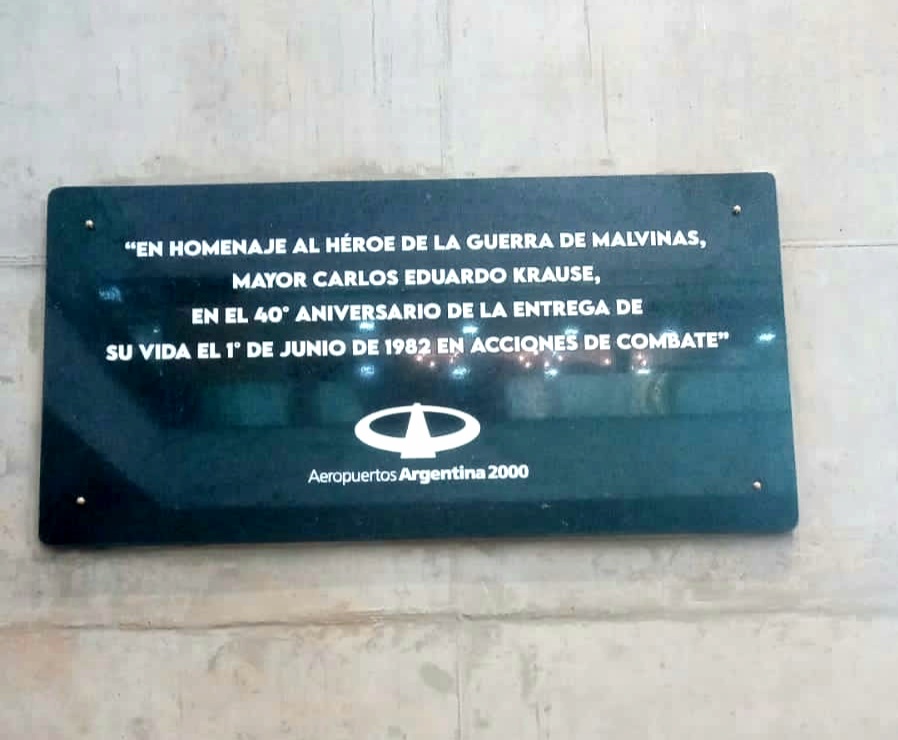 “EN HOMENAJE AL HÉROE DE LA GUERRA DE MALVINAS,
MAYOR CARLOS EDUARDO KRAUSE,
EN EL 40° ANIVERSARIO DE LA ENTREGA DE
SU VIDA EL 1° DE JUNIO DE 1982 EN ACCIONES DE COMBATE”
Aeropuertos Argentina 2000